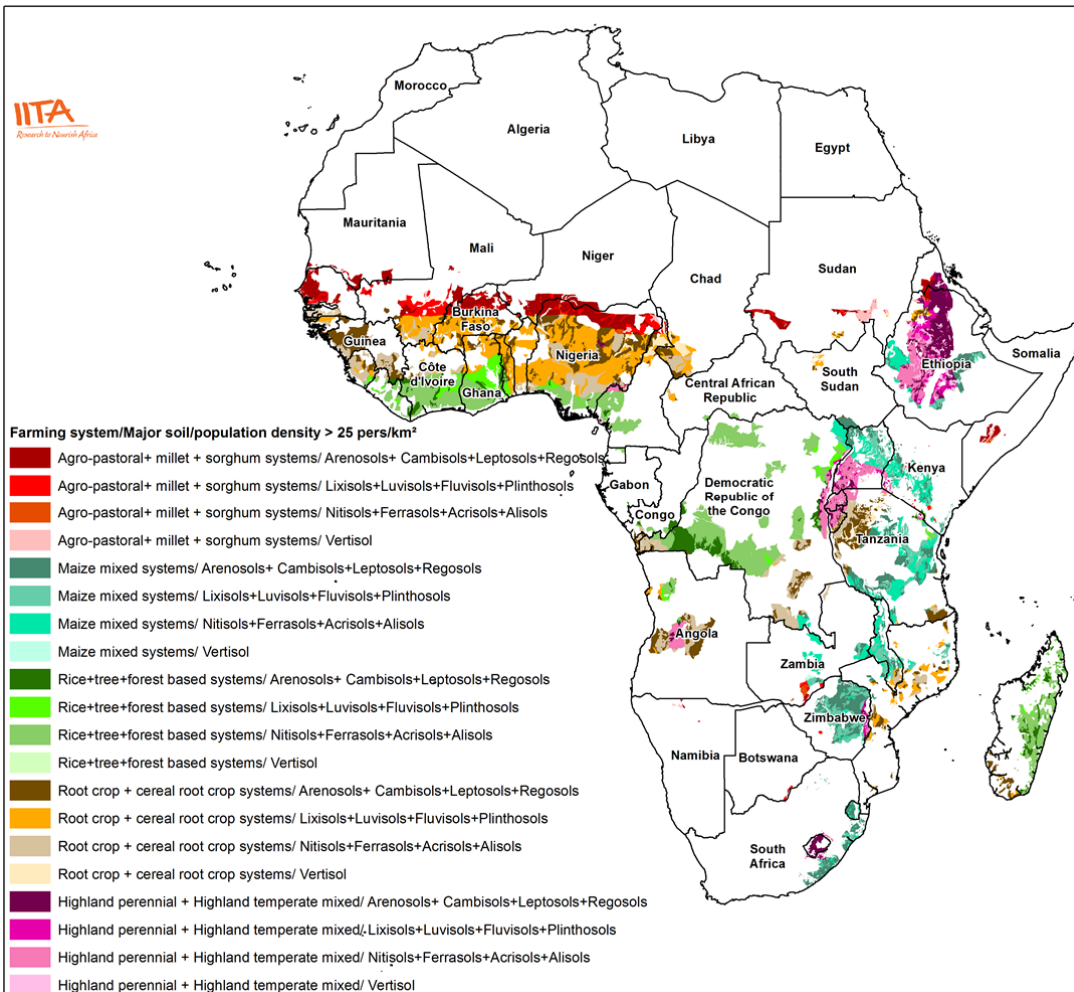 IITA
Research to Nourish Africa
Morocco
Algeria
Libya
Egypt
Mauritania
Mali
Niger
Chad
Sudan
Burkina
Faso
Guinea
Côte
d'Ivoire
Ghana
Nigeria
Central African
Republic
South
Sudan
Ethiopia
Somalia
Gabon
Congo
Democratic
Republic of
the Congo
Kenya
Tanzania
Angola
Zambia
Zimbabwe
Namibia
Botswana
South
Africa
Farming system/Major soil/population density > 25 pers/km²
Agro-pastoral+ millet + sorghum systems/ Arenosols+ Cambisols+Leptosols+Regosols
Agro-pastoral+ millet + sorghum systems/ Lixisols+Luvisols+Fluvisols+Plinthosols
Agro-pastoral+ millet + sorghum systems/ Nitisols+Ferrasols+Acrisols+Alisols
Agro-pastoral+ millet + sorghum systems/ Vertisol
Maize mixed systems/ Arenosols+ Cambisols+Leptosols+Regosols
Maize mixed systems/ Lixisols+Luvisols+Fluvisols+Plinthosols
Maize mixed systems/ Nitisols+Ferrasols+Acrisols+Alisols
Maize mixed systems/ Vertisol
Rice+tree+forest based systems/ Arenosols+ Cambisols+Leptosols+Regosols
Rice+tree+forest based systems/ Lixisols+Luvisols+Fluvisols+Plinthosols
Rice+tree+forest based systems/ Nitisols+Ferrasols+Acrisols+Alisols
Rice+tree+forest based systems/ Vertisol
Root crop + cereal root crop systems/ Arenosols+ Cambisols+Leptosols+Regosols
Root crop + cereal root crop systems/ Lixisols+Luvisols+Fluvisols+Plinthosols
Root crop + cereal root crop systems/ Nitisols+Ferrasols+Acrisols+Alisols
Root crop + cereal root crop systems/ Vertisol
Highland perennial + Highland temperate mixed/ Arenosols+ Cambisols+Leptosols+Regosols
Highland perennial + Highland temperate mixed/ Lixisols+Luvisols+Fluvisols+Plinthosols
Highland perennial + Highland temperate mixed/ Nitisols+Ferrasols+Acrisols+Alisols
Highland perennial + Highland temperate mixed/ Vertisol